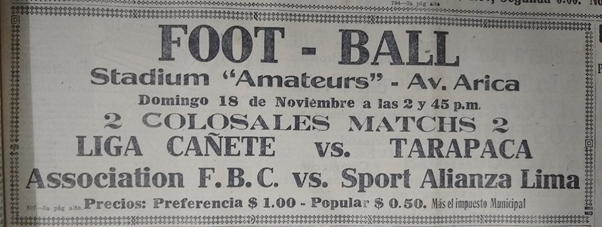 FOOT - BALL
Stadium "Amateurs" - Av. Arica
Domingo 18 de Noviembre a las 2 y 45 p.m.
2 COLOSALES MATCHS 2
LIGA CAÑETE vs. TARAPACA
Association F.B.C. vs. Sport Alianza Lima
Precios: Preferencia $ 1.00 - Popular $ 0.50. Más el impuesto Municipal